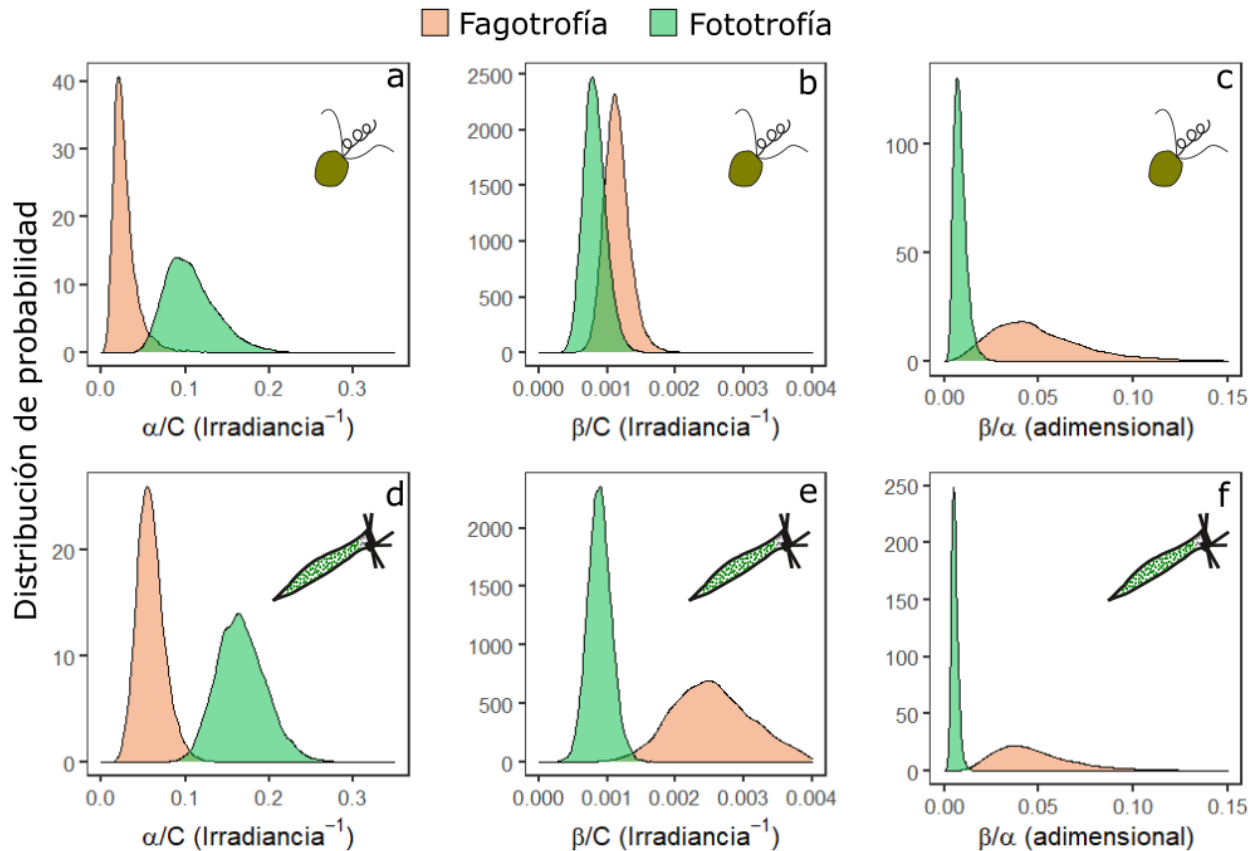 Fagotrofía Fototrofía
Distribución de probabilidad
a
40
30
20
10
0
0.0 0.1 0.2 0.3
α/C (Irradiancia⁻¹)
b
2500
2000
1500
1000
500
0
0.000 0.001 0.002 0.003 0.004
β/C (Irradiancia⁻¹)
c
100
50
0
0.00 0.05 0.10 0.15
β/α (adimensional)
d
20
10
0
0.0 0.1 0.2 0.3
α/C (Irradiancia⁻¹)
e
2000
1500
1000
500
0
0.000 0.001 0.002 0.003 0.004
β/C (Irradiancia⁻¹)
f
250
200
150
100
50
0
0.00 0.05 0.10 0.15
β/α (adimensional)